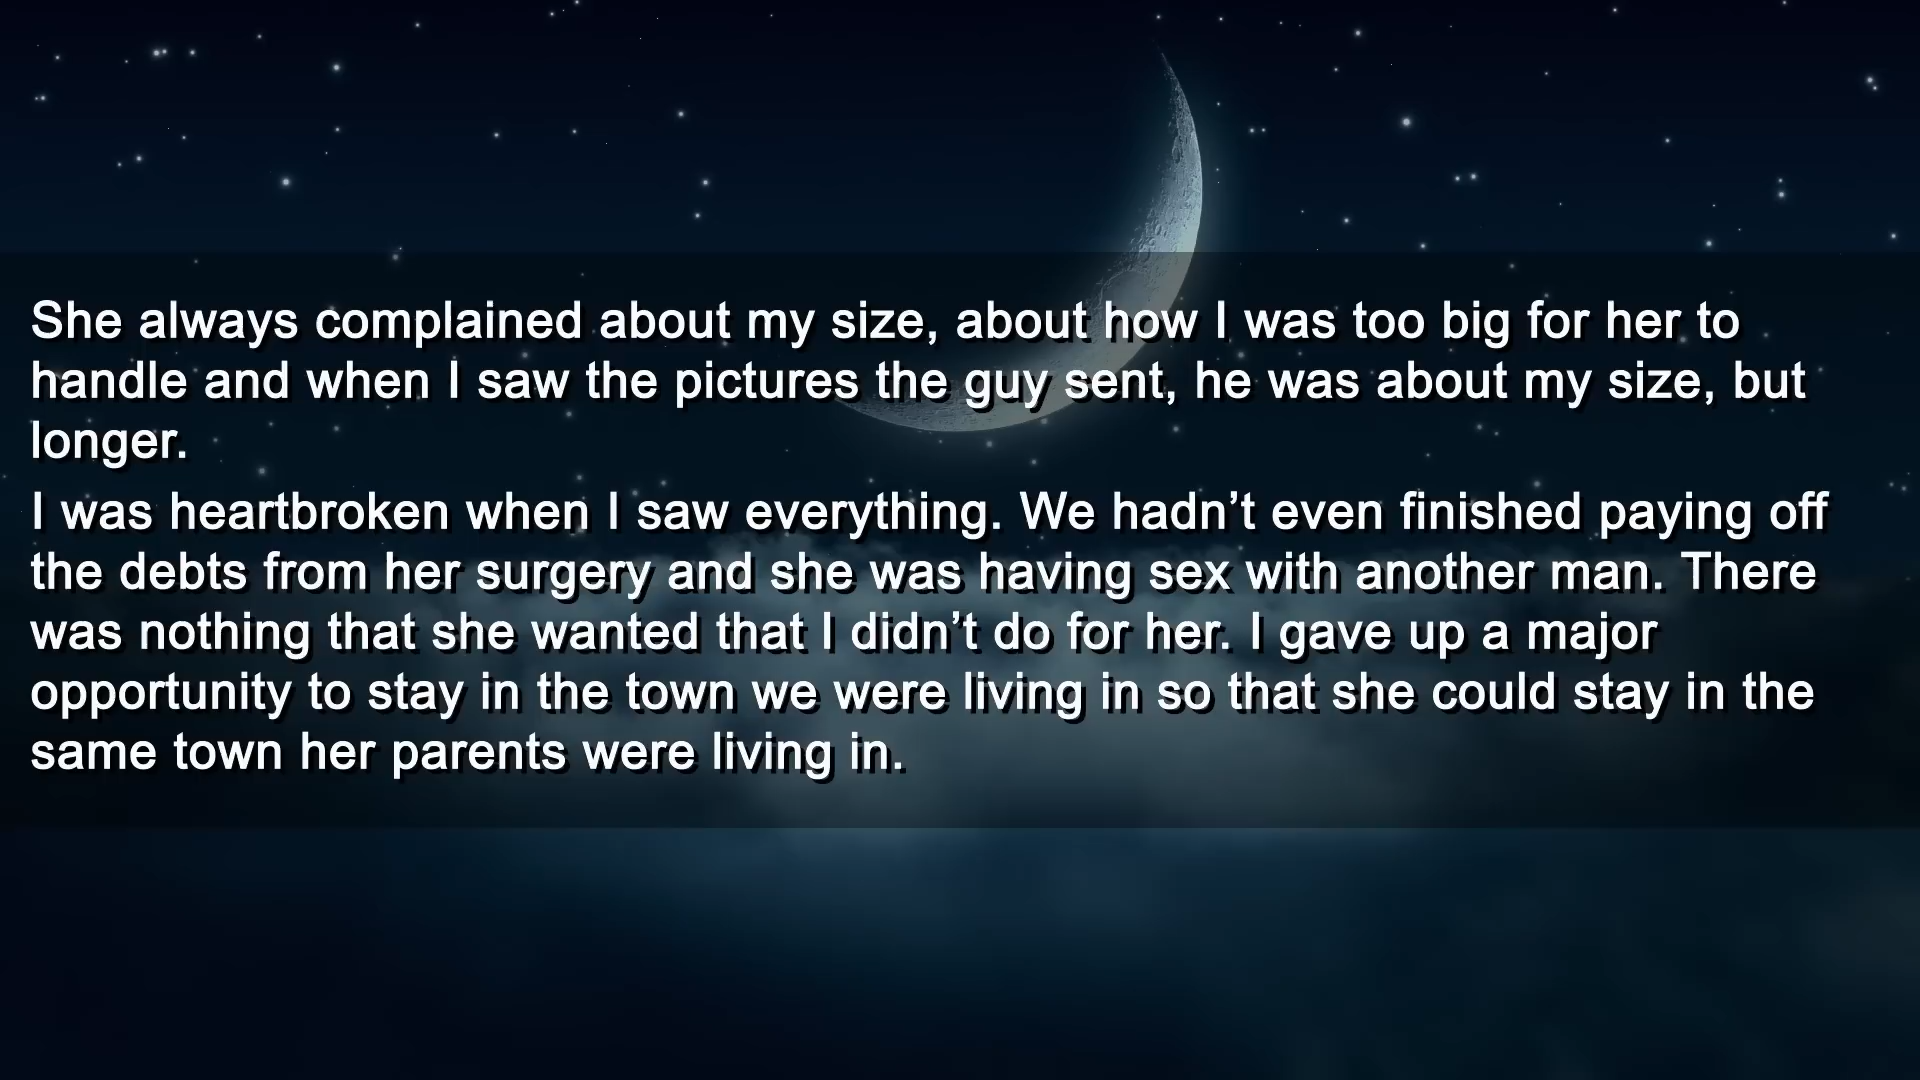 She always complained about my size, about how I was too big for her to
handle and when I saw the pictures the guy sent, he was about my size, but
longer.
I was heartbroken when I saw everything. We hadn’t even finished paying off
the debts from her surgery and she was having sex with another man. There
was nothing that she wanted that I didn’t do for her. I gave up a major
opportunity to stay in the town we were living in so that she could stay in the
same town her parents were living in.